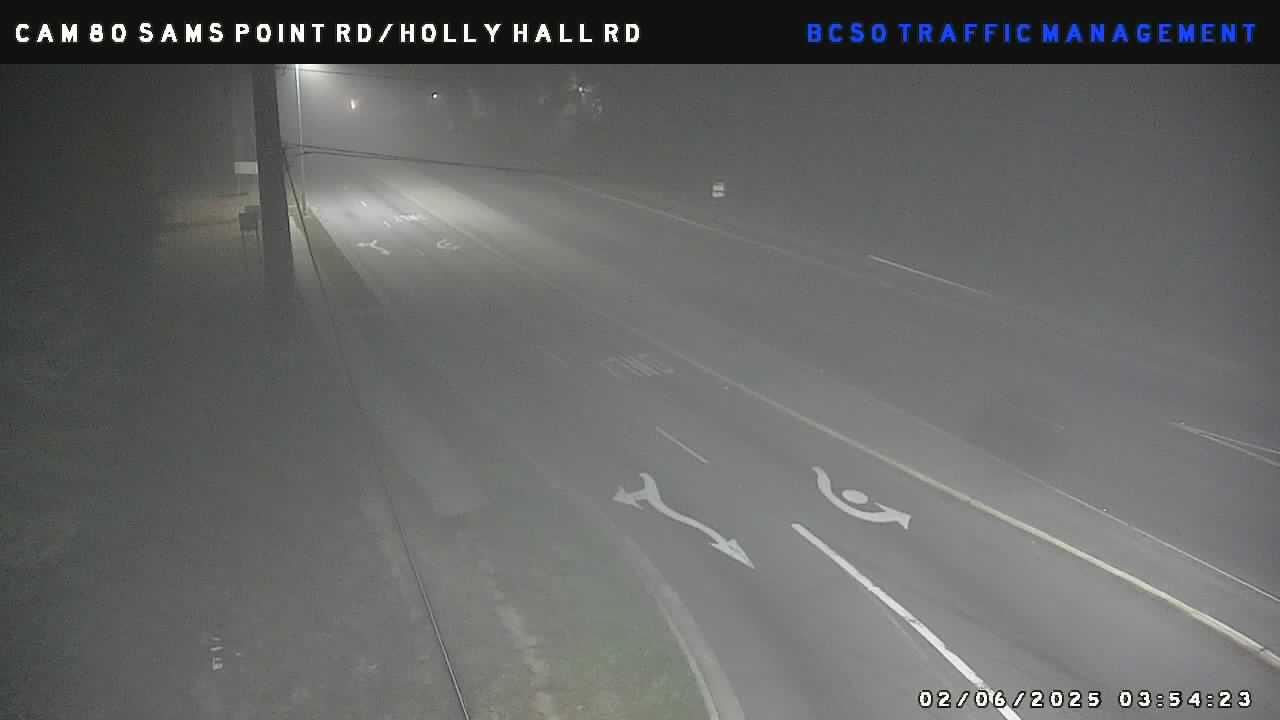 CAM 80 SAMS POINT RD/HOLLY HALL RD
BCSO TRAFFIC MANAGEMENT
02/06/2025 03:54:23